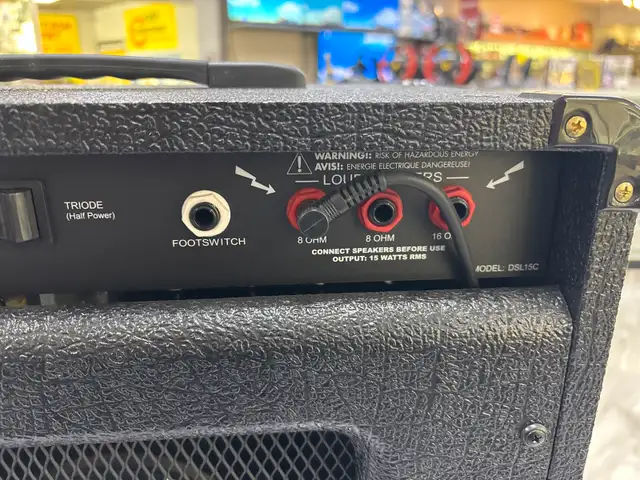 WARNING!: RISK OF HAZARDOUS ENERGY
AVIS!: ENERGIE ELECTRIQUE DANGEREUSE!
TRIODE
(Half Power)
FOOTSWITCH
8 OHM
8 OHM
16 O
CONNECT SPEAKERS BEFORE USE
OUTPUT: 15 WATTS RMS
MODEL: DSL15C